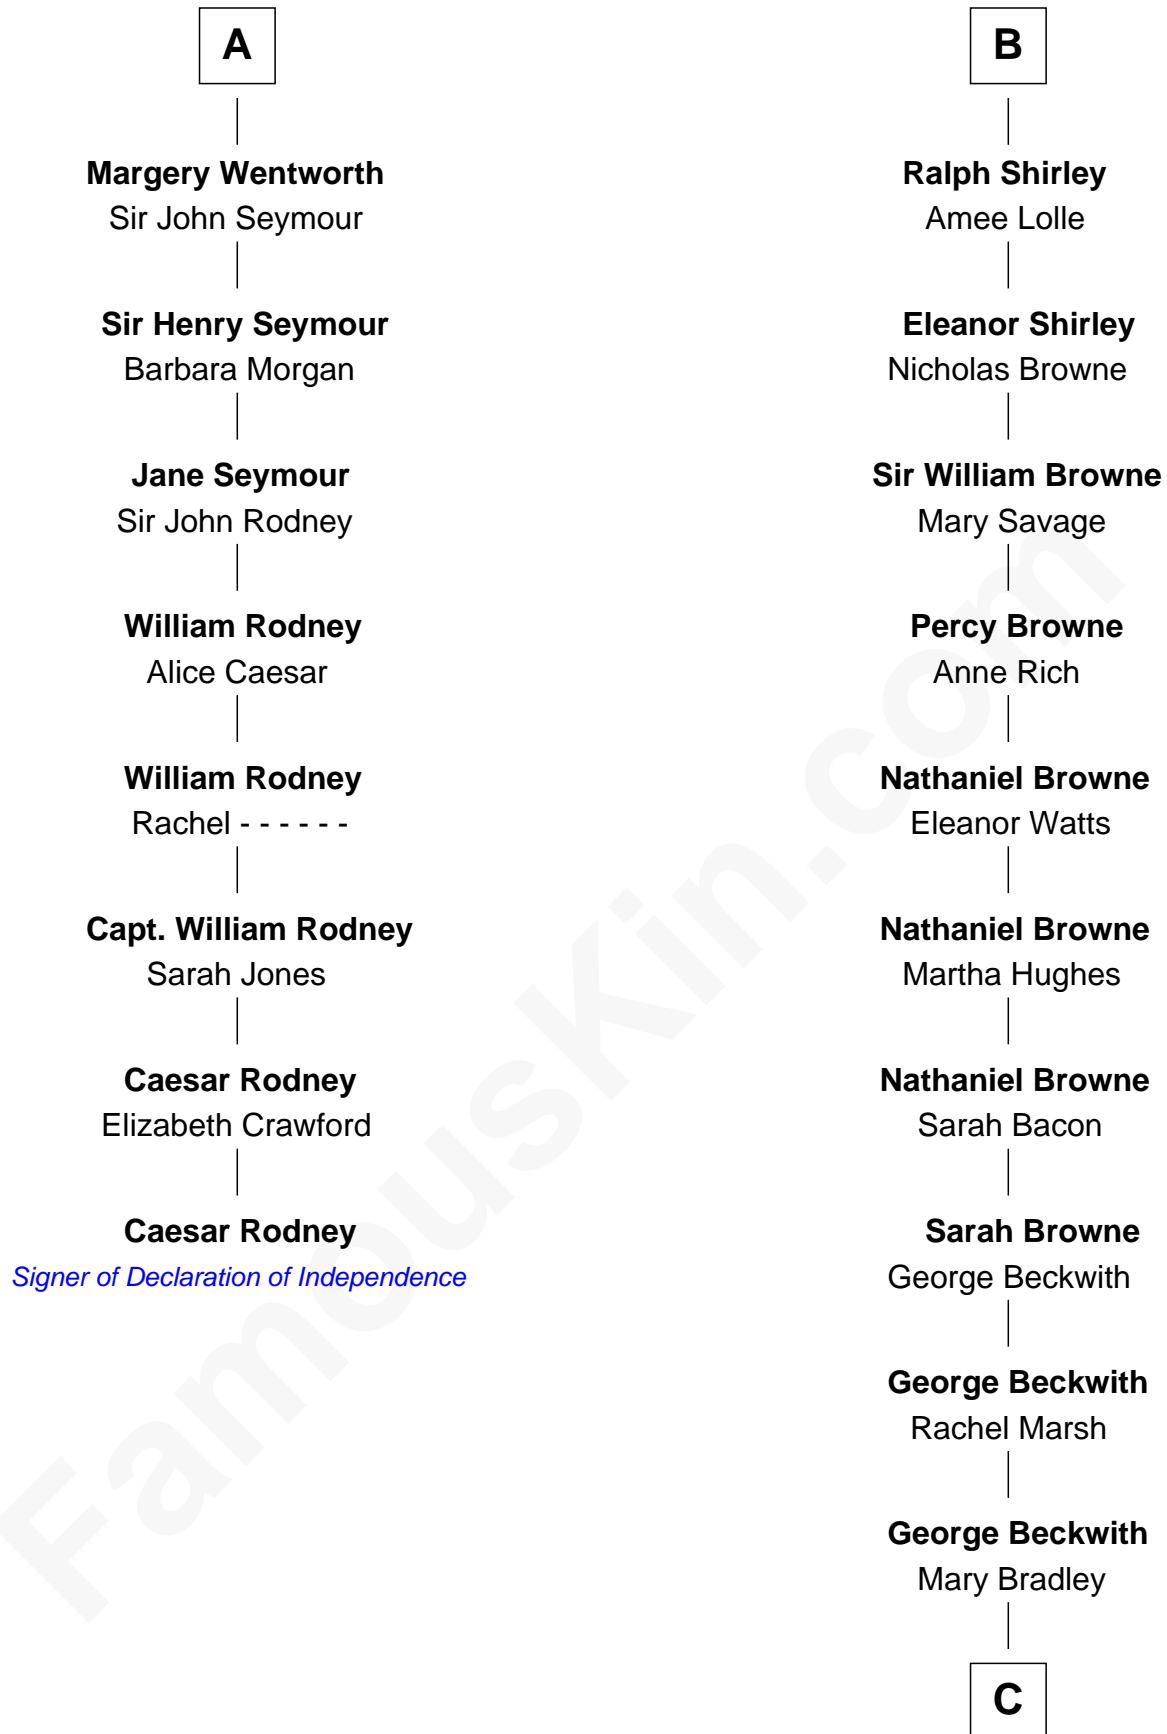 A
Margery Wentworth
Sir John Seymour
Sir Henry Seymour
Barbara Morgan
Jane Seymour
Sir John Rodney
William Rodney
Alice Caesar
William Rodney
Rachel - - - - - -
Capt. William Rodney
Sarah Jones
Caesar Rodney
Elizabeth Crawford
Caesar Rodney
Signer of Declaration of Independence
B
Ralph Shirley
Amee Lolle
Eleanor Shirley
Nicholas Browne
Sir William Browne
Mary Savage
Percy Browne
Anne Rich
Nathaniel Browne
Eleanor Watts
Nathaniel Browne
Martha Hughes
Nathaniel Browne
Sarah Bacon
Sarah Browne
George Beckwith
George Beckwith
Rachel Marsh
George Beckwith
Mary Bradley
C
FamousKin.com